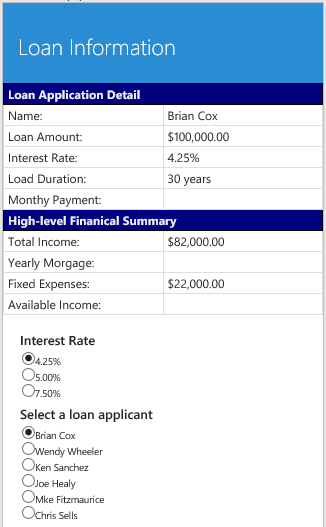 Loan Information
Loan Application Detail
Name: Brian Cox
Loan Amount: $100,000.00
Interest Rate: 4.25%
Load Duration: 30 years
Monthy Payment:
High-level Finanical Summary
Total Income: $82,000.00
Yearly Morgage:
Fixed Expenses: $22,000.00
Available Income:
Interest Rate
4.25%
5.00%
7.50%
Select a loan applicant
Brian Cox
Wendy Wheeler
Ken Sanchez
Joe Healy
Mke Fitzmaurice
Chris Sells